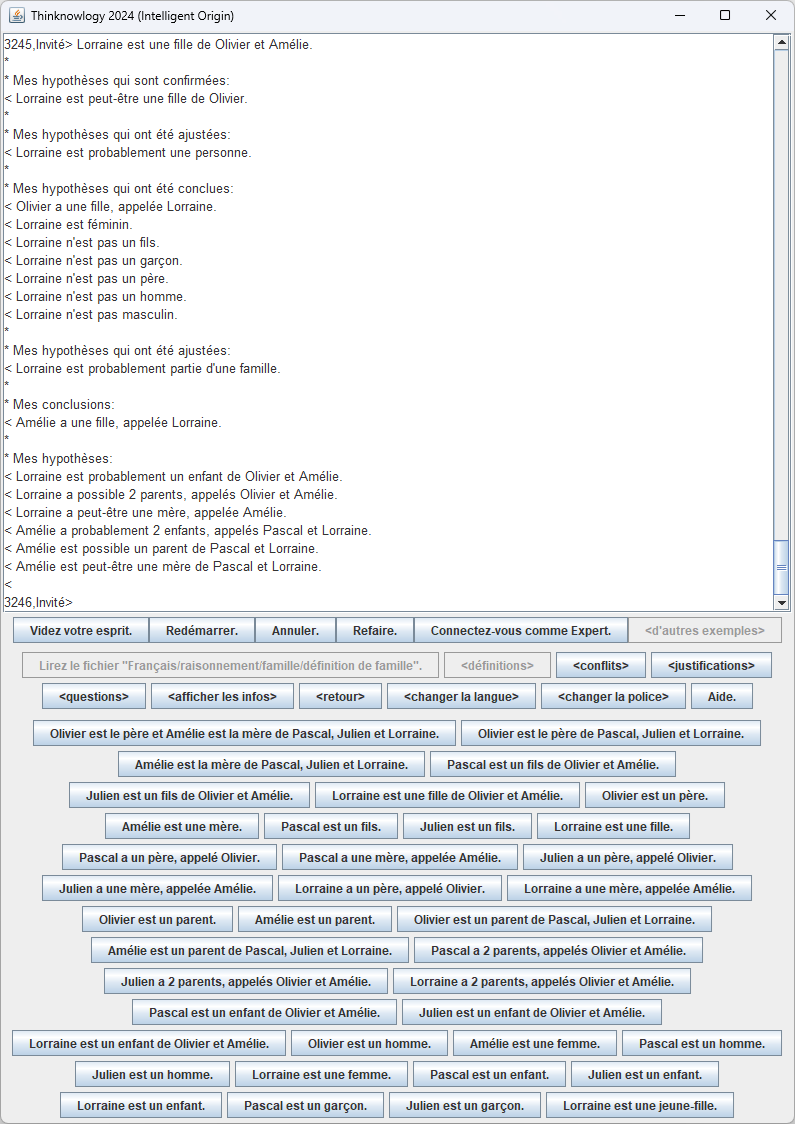 Thinknowlogy 2024 (Intelligent Origin)
3245,Invité> Lorraine est une fille de Olivier et Amélie.
*
* Mes hypothèses qui sont confirmées:
< Lorraine est peut-être une fille de Olivier.
*
* Mes hypothèses qui ont été ajustées:
< Lorraine est probablement une personne.
*
* Mes hypothèses qui ont été conclues:
< Olivier a une fille, appelée Lorraine.
< Lorraine est féminin.
< Lorraine n'est pas un fils.
< Lorraine n'est pas un garçon.
< Lorraine n'est pas un père.
< Lorraine n'est pas un homme.
< Lorraine n'est pas masculin.
*
* Mes hypothèses qui ont été ajustées:
< Lorraine est probablement partie d'une famille.
*
* Mes conclusions:
< Amélie a une fille, appelée Lorraine.
*
* Mes hypothèses:
< Lorraine est probablement un enfant de Olivier et Amélie.
< Lorraine a possible 2 parents, appelés Olivier et Amélie.
< Lorraine a peut-être une mère, appelée Amélie.
< Amélie a probablement 2 enfants, appelés Pascal et Lorraine.
< Amélie est possible un parent de Pascal et Lorraine.
< Amélie est peut-être une mère de Pascal et Lorraine.
<
3246,Invité>
Videz votre esprit. Redémarrer. Annuler. Refaire. Connectez-vous comme Expert. <d'autres exemples>
Lirez le fichier "Français/raisonnement/famille/définition de famille". <définitions> <conflits> <justifications>
<questions> <afficher les infos> <retour> <changer la langue> <changer la police> Aide.
Olivier est le père et Amélie est la mère de Pascal, Julien et Lorraine. Olivier est le père de Pascal, Julien et Lorraine.
Amélie est la mère de Pascal, Julien et Lorraine. Pascal est un fils de Olivier et Amélie.
Julien est un fils de Olivier et Amélie. Lorraine est une fille de Olivier et Amélie. Olivier est un père.
Amélie est une mère. Pascal est un fils. Julien est un fils. Lorraine est une fille.
Pascal a un père, appelé Olivier. Pascal a une mère, appelée Amélie. Julien a un père, appelé Olivier.
Julien a une mère, appelée Amélie. Lorraine a un père, appelé Olivier. Lorraine a une mère, appelée Amélie.
Olivier est un parent. Amélie est un parent. Olivier est un parent de Pascal, Julien et Lorraine.
Amélie est un parent de Pascal, Julien et Lorraine. Pascal a 2 parents, appelés Olivier et Amélie.
Julien a 2 parents, appelés Olivier et Amélie. Lorraine a 2 parents, appelés Olivier et Amélie.
Pascal est un enfant de Olivier et Amélie. Julien est un enfant de Olivier et Amélie.
Lorraine est un enfant de Olivier et Amélie. Olivier est un homme. Amélie est une femme. Pascal est un homme.
Julien est un homme. Lorraine est une femme. Pascal est un enfant. Julien est un enfant.
Lorraine est un enfant. Pascal est un garçon. Julien est un garçon. Lorraine est une jeune-fille.